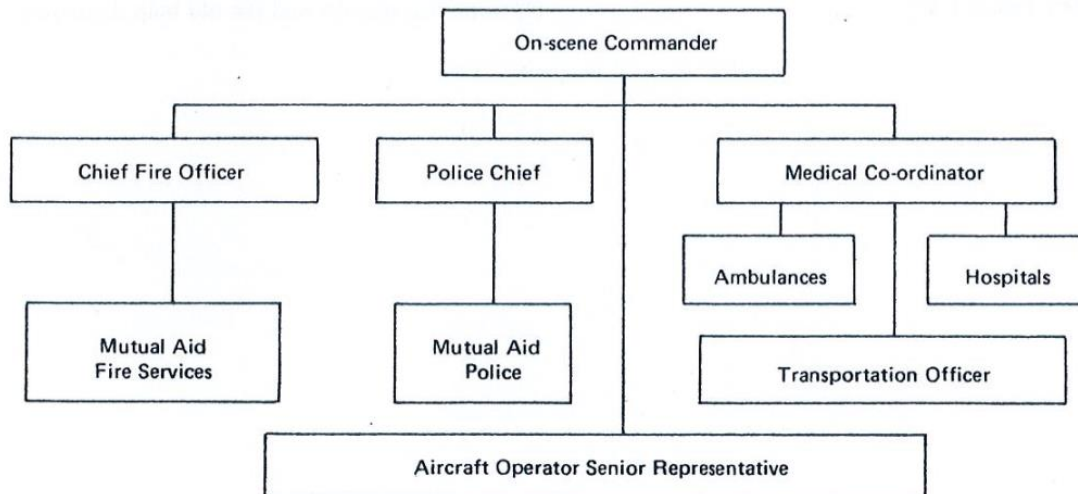 On-scene Commander
Chief Fire Officer
Police Chief
Medical Co-ordinator
Ambulances
Hospitals
Mutual Aid
Fire Services
Mutual Aid
Police
Transportation Officer
Aircraft Operator Senior Representative